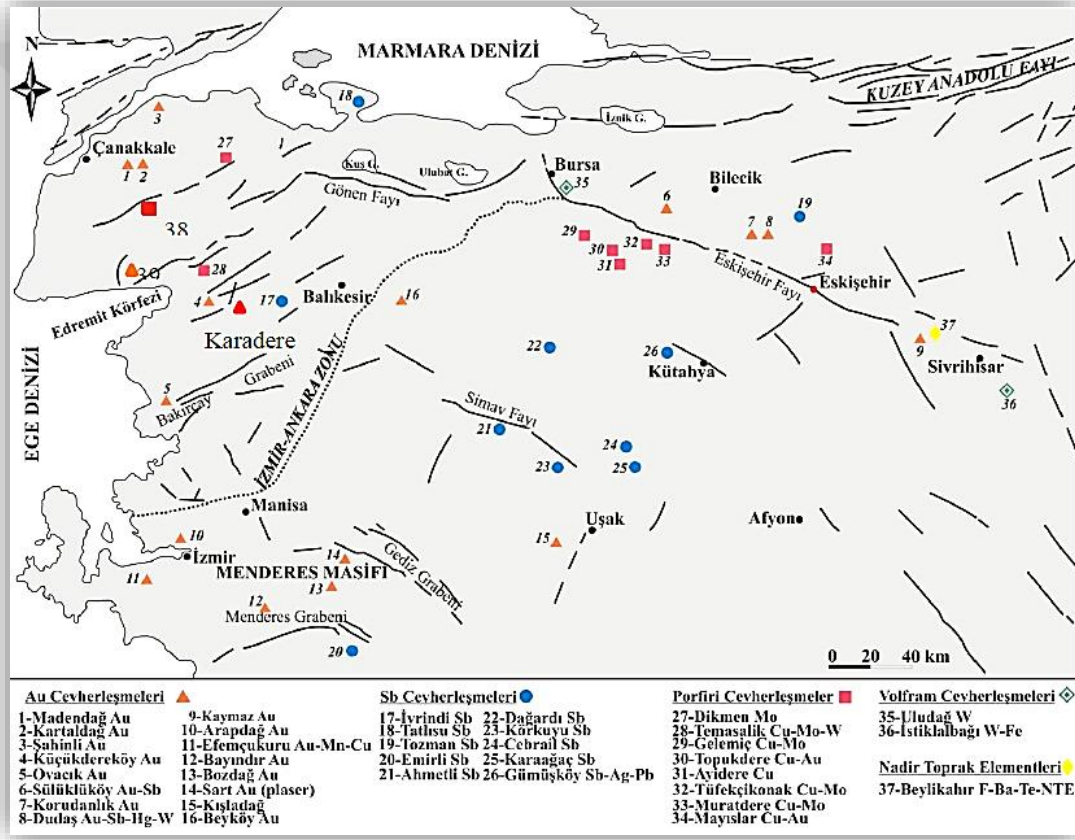 N
MARMARA DENİZİ
KUZEY ANADOLU FAYI
18
3
Çanakkale
27
1 2
Kuş G.
Ulubat G.
İznik G.
Gönen Fayı
Bursa
35
Bilecik
6
19
38
7 8
29
30
31
32
33
34
Eskişehir Fayı
Eskişehir
28
4
17
Edremit Körfezi
Balıkesir
16
Karadere
37
9
Sivrihisar
36
EGE DENİZİ
5
Bakırçay
Grabeni
İZMİR-ANKARA ZONU
22
26
Kütahya
Simav Fayı
21
24
23
25
Manisa
Uşak
Afyon
15
10
İzmir
11
MENDERES MASİFİ
14
13
Gediz Grabeni
12
Menderes Grabeni
20
0 20 40 km
Au Cevherleşmeleri
1-Madendağ Au
2-Kartaldağ Au
3-Şahinli Au
4-Küçükdereköy Au
5-Ovacık Au
6-Sülüklüköy Au-Sb
7-Korudanlık Au
8-Dudaş Au-Sb-Hg-W
9-Kaymaz Au
10-Arapdağ Au
11-Efemçukuru Au-Mn-Cu
12-Bayındır Au
13-Bozdağ Au
14-Sart Au (plaser)
15-Kışladağ
16-Beyköy Au
Sb Cevherleşmeleri
17-İvrindi Sb
18-Tatlısu Sb
19-Tozman Sb
20-Emirli Sb
21-Ahmetli Sb
22-Dağardı Sb
23-Körkuyu Sb
24-Cebrail Sb
25-Karaağaç Sb
26-Gümüşköy Sb-Ag-Pb
Porfiri Cevherleşmeler
27-Dikmen Mo
28-Temasalik Cu-Mo-W
29-Gelemiç Cu-Mo
30-Topukdere Cu-Au
31-Ayıdere Cu
32-Tüfekçikonak Cu-Mo
33-Muratdere Cu-Mo
34-Mayıslar Cu-Au
Volfram Cevherleşmeleri
35-Uludağ W
36-İstiklalbağı W-Fe
Nadir Toprak Elementleri
37-Beylikahır F-Ba-Te-NTE